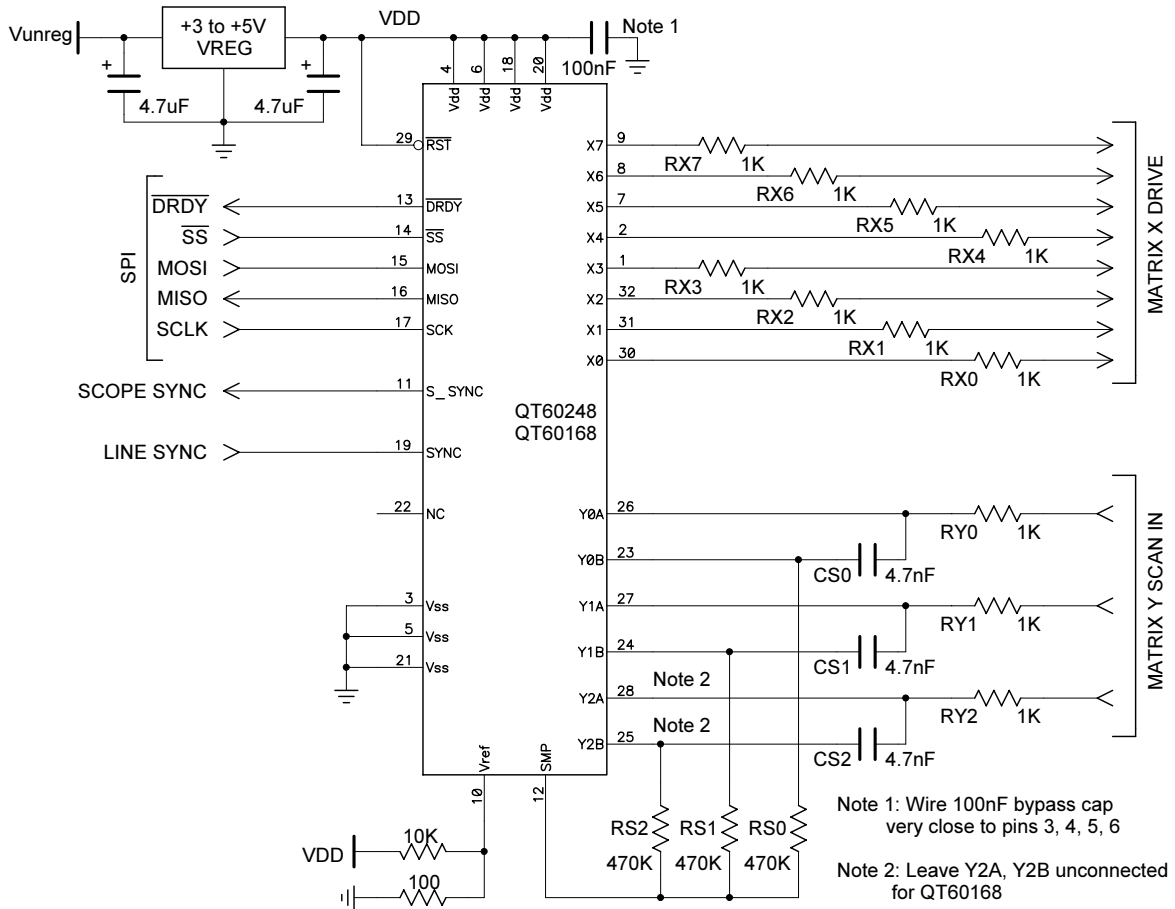 Vunreg
+3 to +5V
VREG
VDD
Note 1
+
4.7uF
+
4.7uF
100nF
4
6
18
20
Vdd
Vdd
Vdd
Vdd
29
RST
SPI
DRDY
13
DRDY
SS
14
SS
MOSI
15
MOSI
MISO
16
MISO
SCLK
17
SCK
SCOPE SYNC
11
S_SYNC
LINE SYNC
19
SYNC
22
NC
3
Vss
5
Vss
21
Vss
QT60248
QT60168
X7
9
RX7
1K
X6
8
RX6
1K
X5
7
RX5
1K
X4
2
RX4
1K
X3
1
RX3
1K
X2
32
RX2
1K
X1
31
RX1
1K
X0
30
RX0
1K
MATRIX X DRIVE
Y0A
26
RY0
1K
Y0B
23
CS0
4.7nF
Y1A
27
RY1
1K
Y1B
24
CS1
4.7nF
Note 2
Y2A
28
RY2
1K
Note 2
Y2B
25
CS2
4.7nF
MATRIX Y SCAN IN
Vref
SMP
10
12
VDD
10K
100
RS2
470K
RS1
470K
RS0
470K
Note 1: Wire 100nF bypass cap
very close to pins 3, 4, 5, 6
Note 2: Leave Y2A, Y2B unconnected
for QT60168